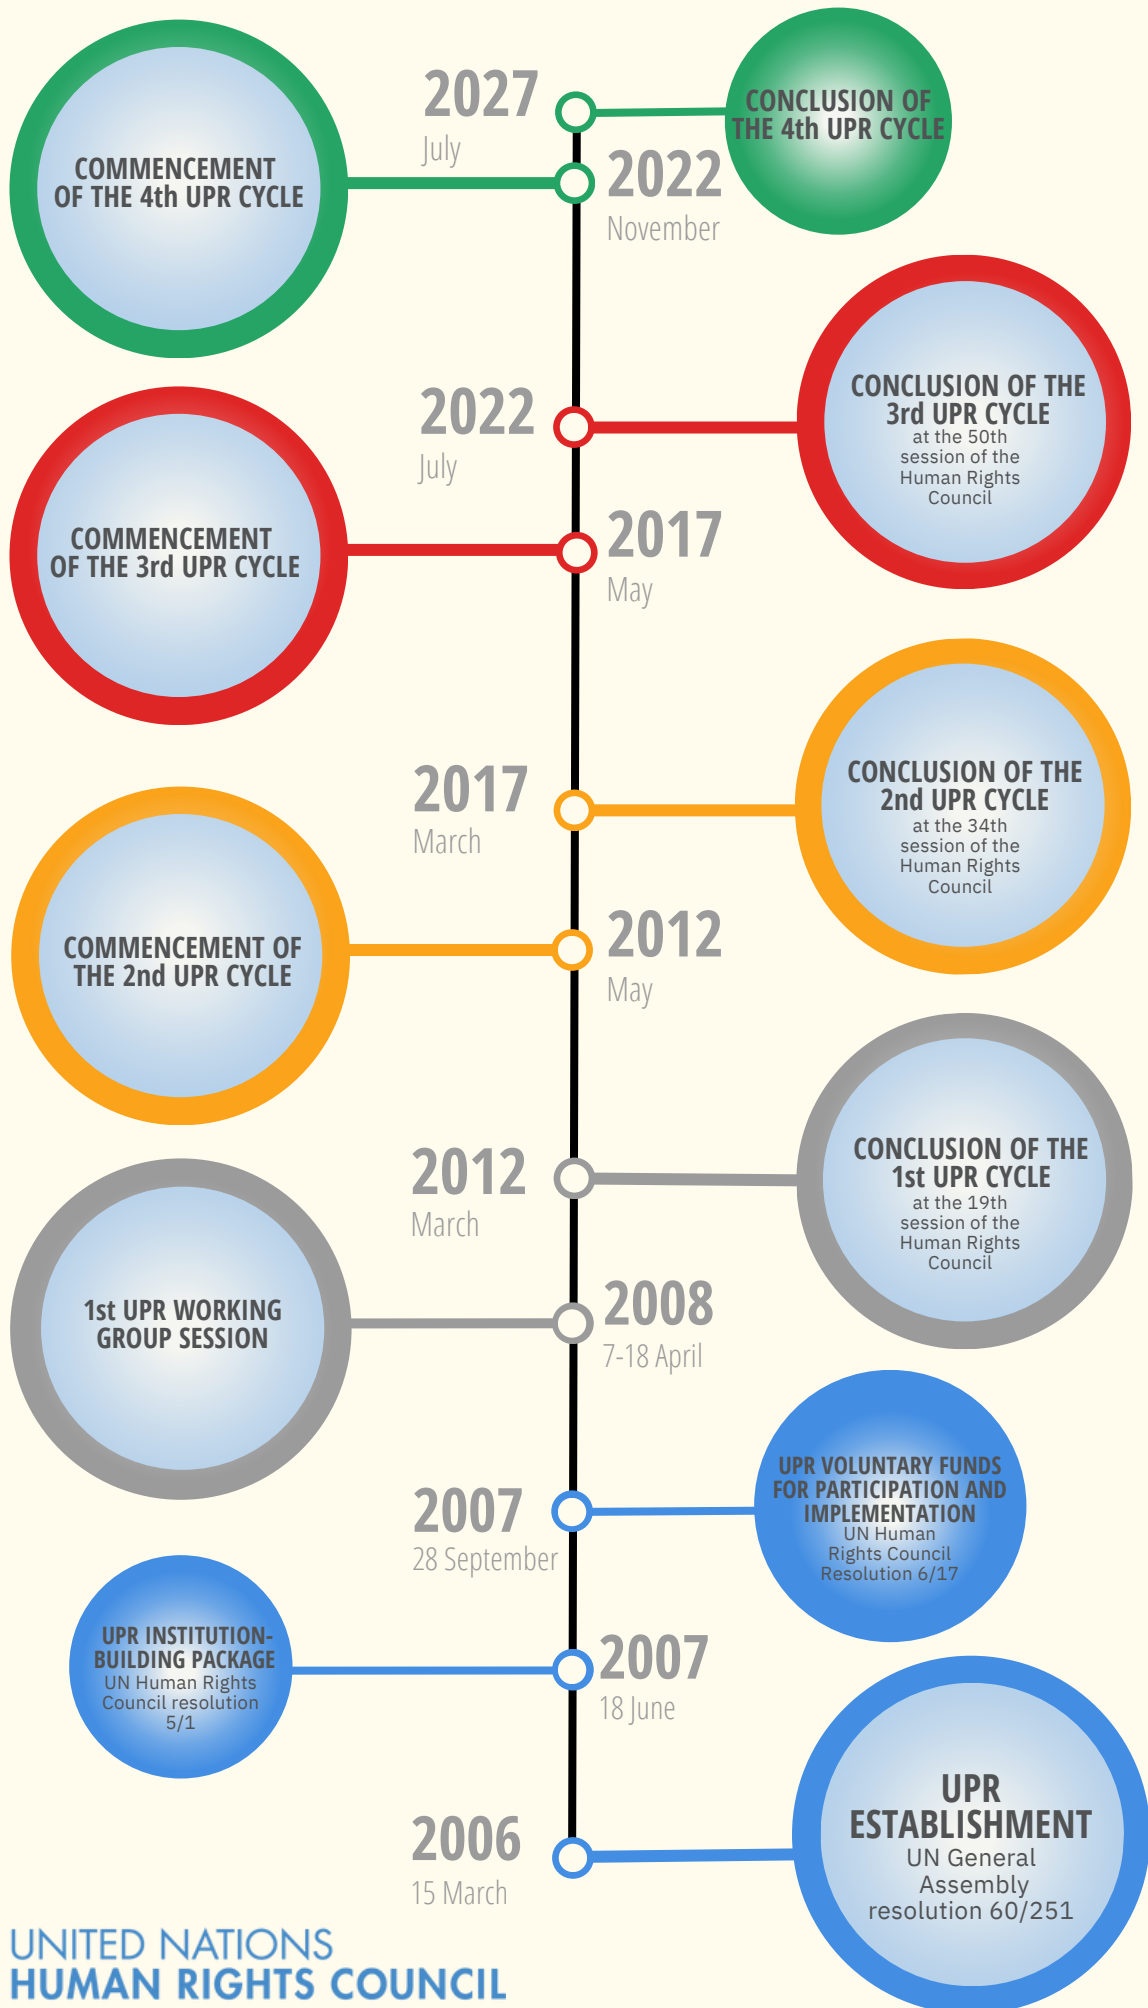 2027
July
CONCLUSION OF
THE 4th UPR CYCLE
COMMENCEMENT
OF THE 4th UPR CYCLE
2022
November
2022
July
CONCLUSION OF THE
3rd UPR CYCLE
at the 50th
session of the
Human Rights
Council
COMMENCEMENT
OF THE 3rd UPR CYCLE
2017
May
2017
March
CONCLUSION OF THE
2nd UPR CYCLE
at the 34th
session of the
Human Rights
Council
COMMENCEMENT OF
THE 2nd UPR CYCLE
2012
May
2012
March
CONCLUSION OF THE
1st UPR CYCLE
at the 19th
session of the
Human Rights
Council
1st UPR WORKING
GROUP SESSION
2008
7-18 April
2007
28 September
UPR VOLUNTARY FUNDS
FOR PARTICIPATION AND
IMPLEMENTATION
UN Human
Rights Council
Resolution 6/17
UPR INSTITUTION-
BUILDING PACKAGE
UN Human Rights
Council resolution
5/1
2007
18 June
2006
15 March
UPR
ESTABLISHMENT
UN General
Assembly
resolution 60/251
UNITED NATIONS
HUMAN RIGHTS COUNCIL